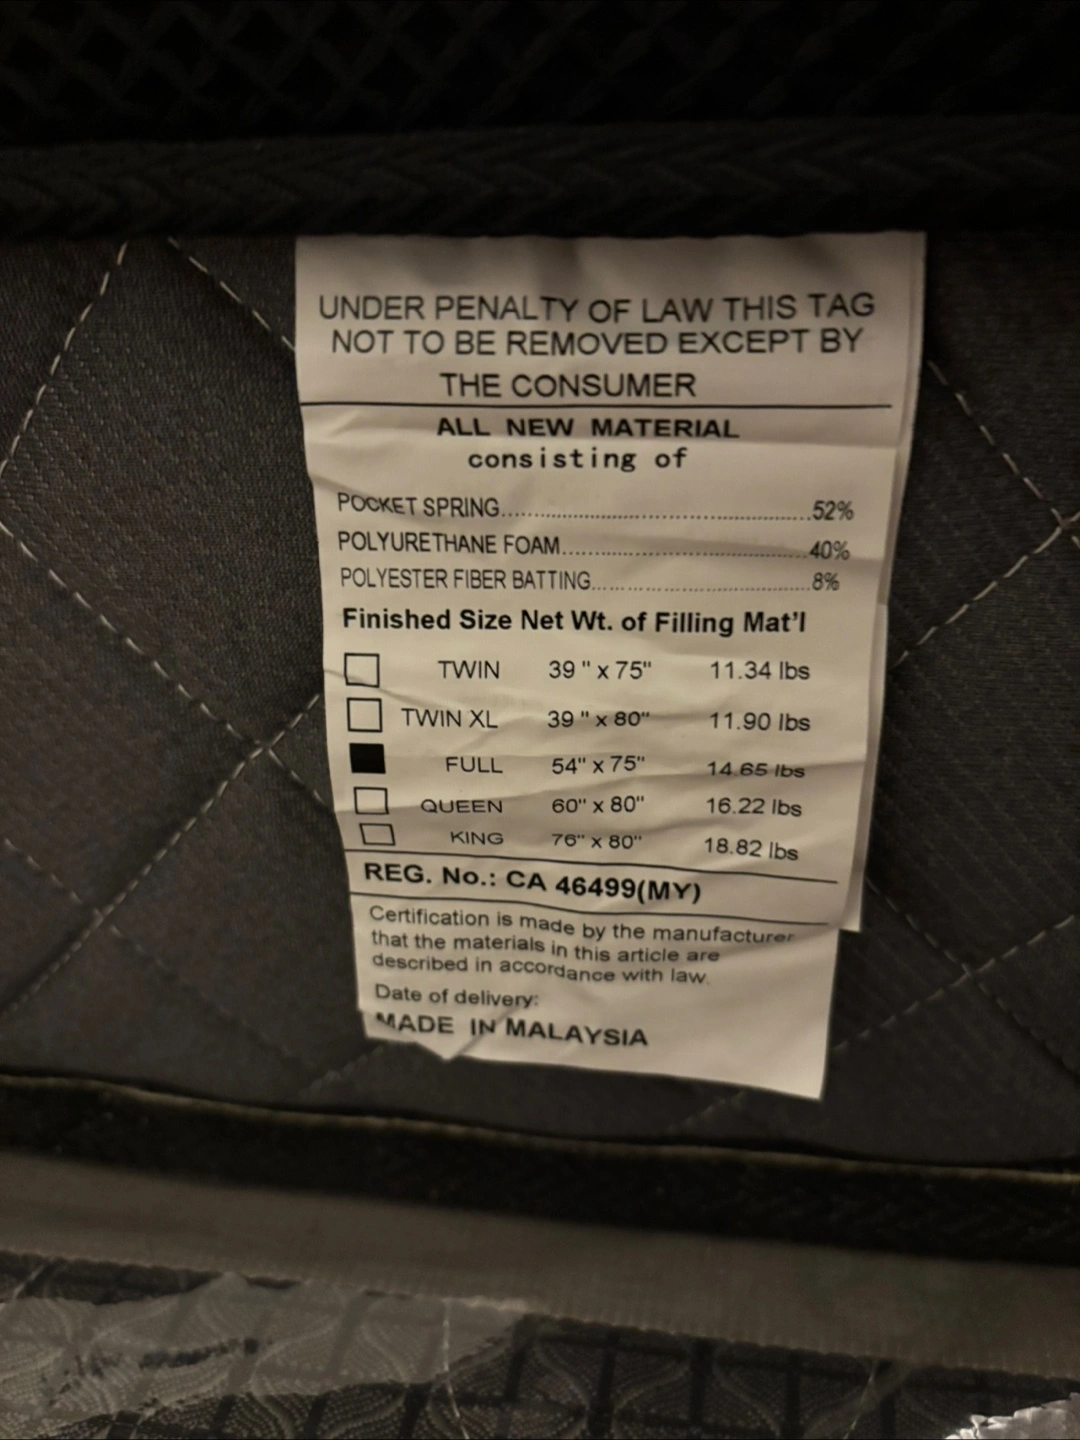 UNDER PENALTY OF LAW THIS TAG
NOT TO BE REMOVED EXCEPT BY
THE CONSUMER
ALL NEW MATERIAL
consisting of
POCKET SPRING..............................................52%
POLYURETHANE FOAM....................................40%
POLYESTER FIBER BATTING................................8%
Finished Size Net Wt. of Filling Mat'l
☐ TWIN 39 " x 75" 11.34 lbs
☐ TWIN XL 39 " x 80" 11.90 lbs
■ FULL 54" x 75" 14.65 lbs
☐ QUEEN 60" x 80" 16.22 lbs
☐ KING 76" x 80" 18.82 lbs
REG. No.: CA 46499(MY)
Certification is made by the manufacturer
that the materials in this article are
described in accordance with law.
Date of delivery:
MADE IN MALAYSIA